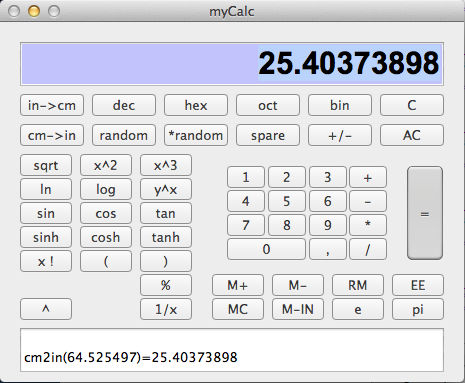 myCalc
25.40373898
in->cm dec hex oct bin C
cm->in random *random spare +/- AC
sqrt x^2 x^3 1 2 3 + =
ln log y^x 4 5 6 -
sin cos tan 7 8 9 *
sinh cosh tanh 0 , /
x ! ( )
% M+ M- RM EE
^ 1/x MC M-IN e pi
cm2in(64.525497)=25.40373898